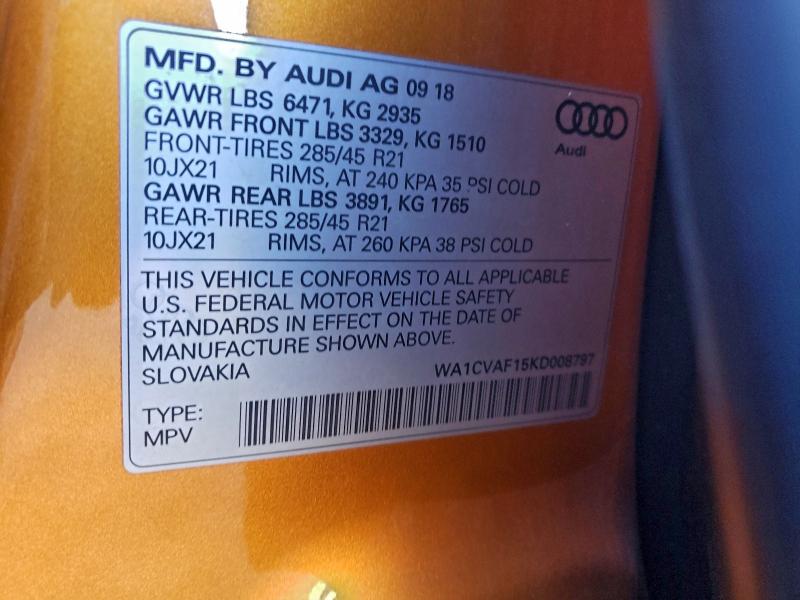 MFD. BY AUDI AG 09 18
GVWR LBS 6471, KG 2935
GAWR FRONT LBS 3329, KG 1510
FRONT-TIRES 285/45 R21
10JX21 RIMS, AT 240 KPA 35 PSI COLD
GAWR REAR LBS 3891, KG 1765
REAR-TIRES 285/45 R21
10JX21 RIMS, AT 260 KPA 38 PSI COLD
Audi
THIS VEHICLE CONFORMS TO ALL APPLICABLE
U.S. FEDERAL MOTOR VEHICLE SAFETY
STANDARDS IN EFFECT ON THE DATE OF
MANUFACTURE SHOWN ABOVE.
SLOVAKIA WA1CVAF15KD008797
TYPE:
MPV